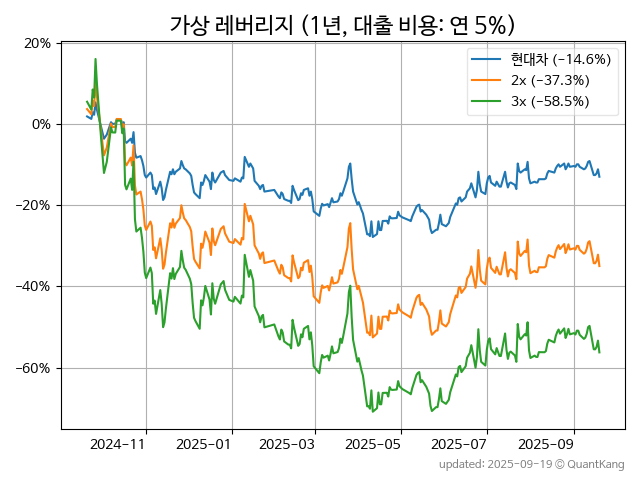 가상 레버리지 (1년, 대출 비용: 연 5%)
현대차 (−14.6%)
2x (−37.3%)
3x (−58.5%)
20%
0%
−20%
−40%
−60%
2024−11 2025−01 2025−03 2025−05 2025−07 2025−09
updated: 2025-09-19 © QuantKang